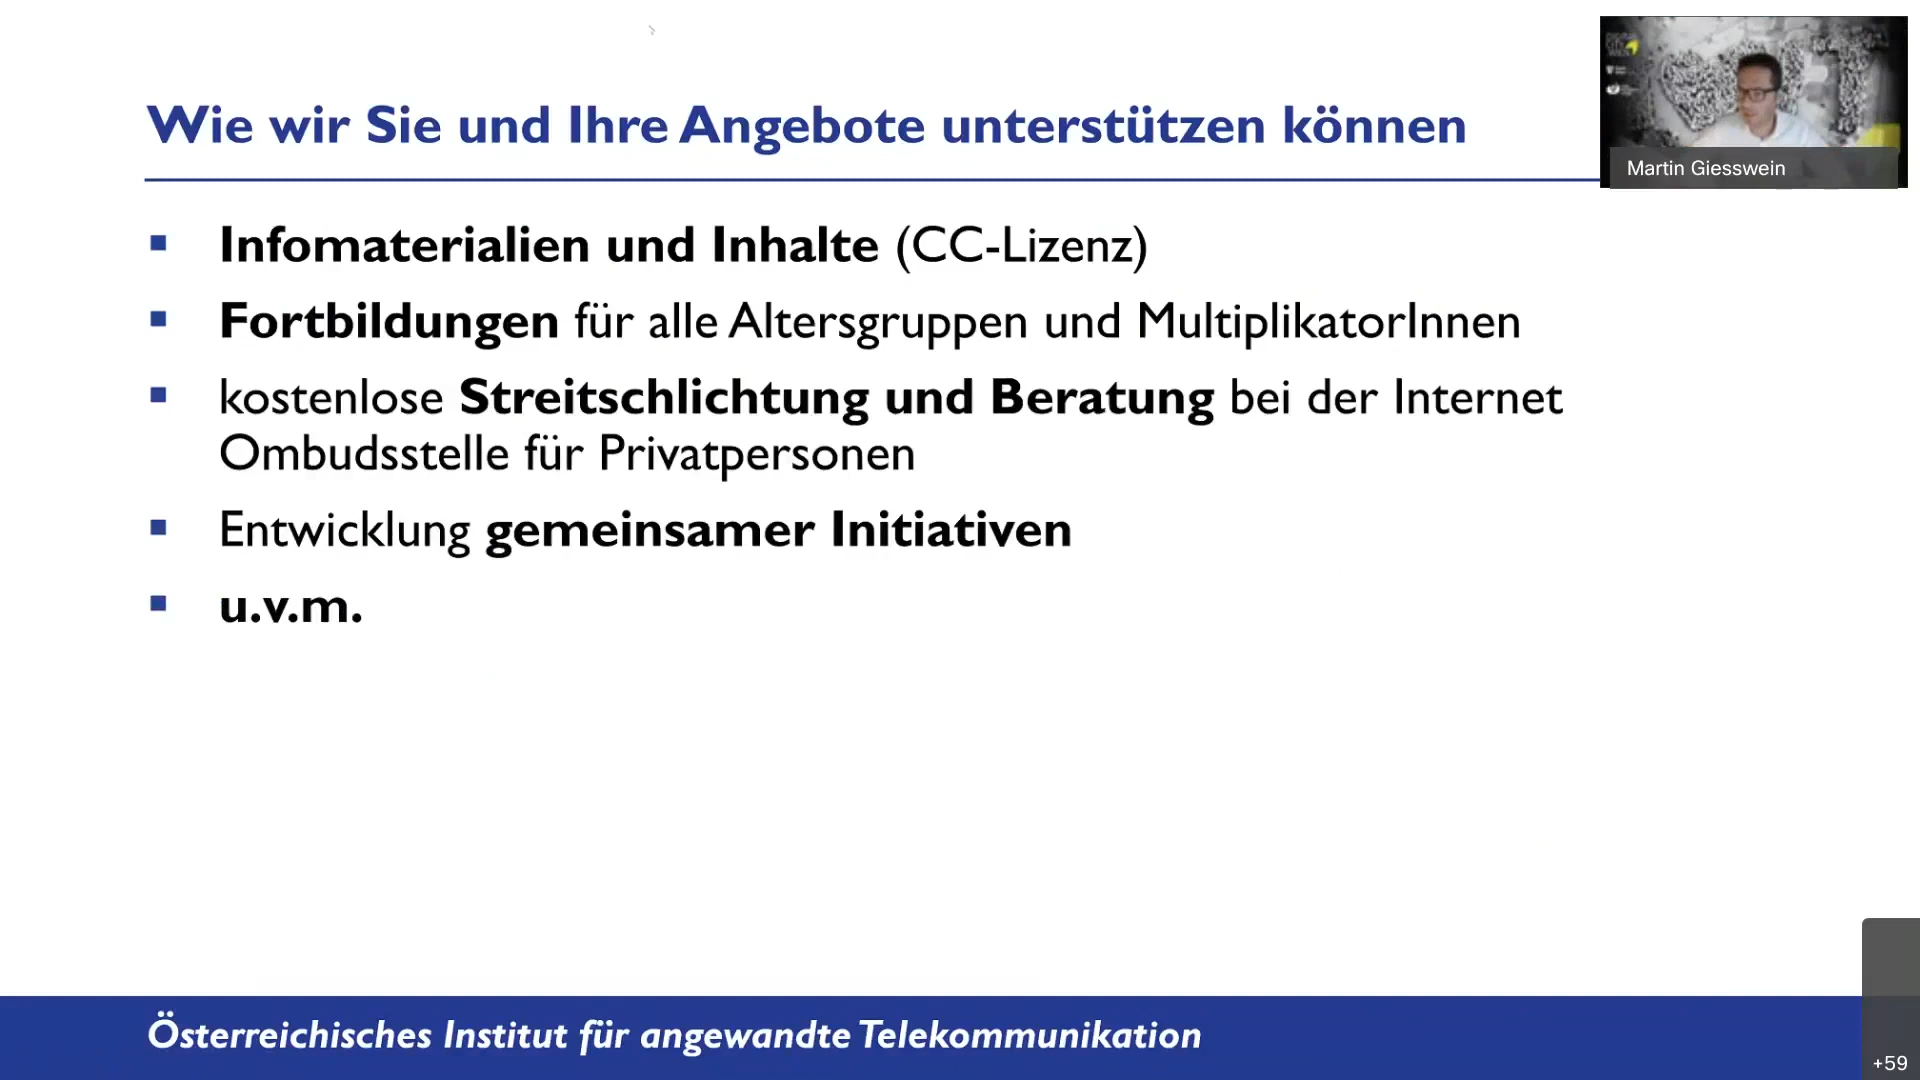 Wie wir Sie und Ihre Angebote unterstützen können
Martin Giesswein
Infomaterialien und Inhalte (CC-Lizenz)
Fortbildungen für alle Altersgruppen und MultiplikatorInnen
kostenlose Streitschlichtung und Beratung bei der Internet
Ombudsstelle für Privatpersonen
Entwicklung gemeinsamer Initiativen
u.v.m.
Österreichisches Institut für angewandte Telekommunikation
+59